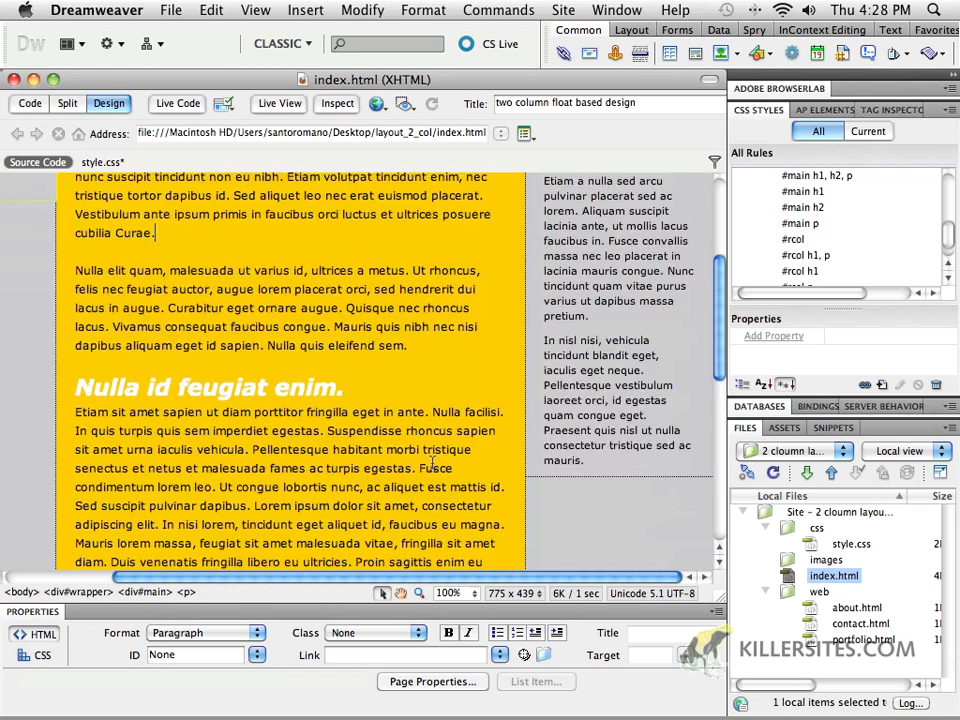 Dreamweaver File Edit View Insert Modify Format Commands Site Window Help Thu 4:28 PM
Dw CLASSIC CS Live
Common Layout Forms Data Spry InContext Editing Text Favorites
index.html (XHTML)
Code Split Design Live Code Live View Inspect Title: two column float based design
Address: file:///Macintosh HD/Users/santoromano/Desktop/layout_2_col/index.html
Source Code style.css*
nunc suscipit tincidunt non eu nibh. Etiam volutpat tincidunt enim, nec
tristique tortor dapibus id. Sed aliquet leo nec erat euismod placerat.
Vestibulum ante ipsum primis in faucibus orci luctus et ultrices posuere
cubilia Curae.
Nulla elit quam, malesuada ut varius id, ultrices a metus. Ut rhoncus,
felis nec feugiat auctor, augue lorem placerat orci, sed hendrerit dui
lacus in augue. Curabitur eget ornare augue. Quisque nec rhoncus
lacus. Vivamus consequat faucibus congue. Mauris quis nibh nec nisi
dapibus aliquam eget id sapien. Nulla quis eleifend sem.
Nulla id feugiat enim.
Etiam sit amet sapien ut diam porttitor fringilla eget in ante. Nulla facilisi.
In quis turpis quis sem imperdiet egestas. Suspendisse rhoncus sapien
sit amet urna iaculis vehicula. Pellentesque habitant morbi tristique
senectus et netus et malesuada fames ac turpis egestas. Fusce
condimentum lorem leo. Ut congue lobortis nunc, ac aliquet est mattis id.
Sed suscipit pulvinar dapibus. Lorem ipsum dolor sit amet, consectetur
adipiscing elit. In nisi lorem, tincidunt eget aliquet id, faucibus eu magna.
Mauris lorem massa, feugiat sit amet malesuada vitae, fringilla sit amet
diam. Duis venenatis fringilla libero eu ultricies. Proin sagittis enim eu
Etiam a nulla sed arcu
pulvinar placerat sed ac
lorem. Aliquam suscipit
lacinia ante, ut mollis lacus
faucibus in. Fusce convallis
massa nec leo placerat in
lacinia mauris congue. Nunc
quam quam vitae purus
varius ut dapibus massa
pretium.
In nisl nisi, vehicula
tincidunt blandit eget,
iaculis eget neque.
Pellentesque vestibulum
laoreet orci, id egestas
quam congue tristique.
Praesent quis nisl ut nulla
consectetur tristique sed ac
mauris.
<body> <div#wrapper> <div#main> <p> 100% 775 x 439 6K / 1 sec Unicode 5.1 UTF-8
PROPERTIES
HTML Format Paragraph Class None B I Title
CSS ID None Link Target
Page Properties... List Item...
ADOBE BROWSERLAB
CSS STYLES AP ELEMENTS TAG INSPECTO
All Current
All Rules
#main h1, h2, p
#main h1
#main h2
#main p
#rcol
#rcol h1, p
#rcol h1
Properties
Add Property
DATABASES BINDINGS SERVER BEHAVIOR
FILES ASSETS SNIPPETS
2 cloumn la... Local view
Local Files Size
Site - 2 cloumn layou...
css
style.css 2
images
index.html 4
web
about.html 1
contact.html 1
portfolio.html 1
KILLERSITES.COM
1 local items selected to Log...